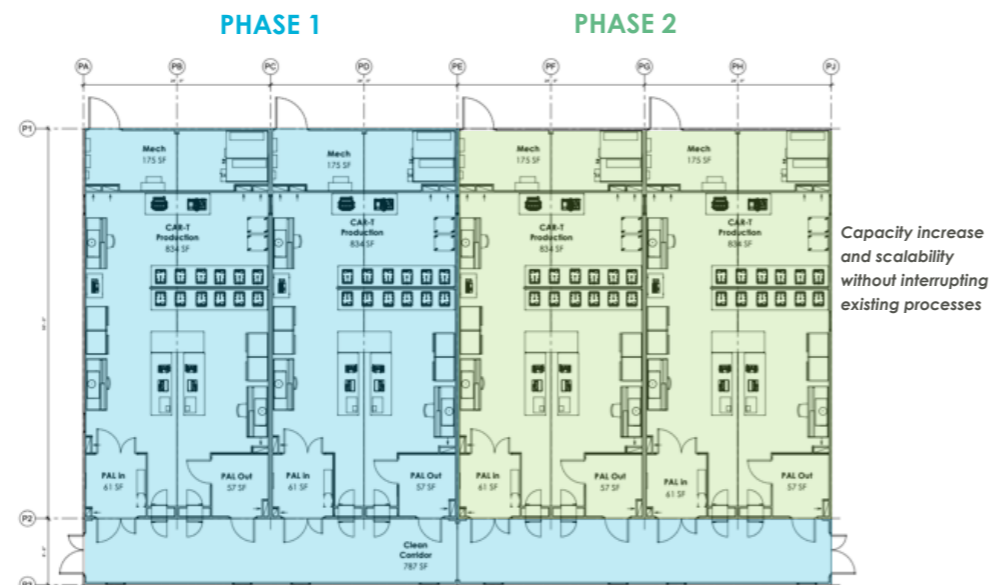 PHASE 1
PHASE 2
PA
PB
PC
PD
PE
PF
PG
PH
PJ
P1
Mech
175 SF
Mech
175 SF
Mech
175 SF
Mech
175 SF
CAR-T
Production
834 SF
CAR-T
Production
834 SF
CAR-T
Production
834 SF
CAR-T
Production
834 SF
Capacity increase
and scalability
without interrupting
existing processes
PAL in
61 SF
PAL Out
57 SF
PAL in
61 SF
PAL Out
57 SF
PAL in
61 SF
PAL Out
57 SF
PAL in
61 SF
PAL Out
57 SF
P2
Clean
Corridor
787 SF
P3